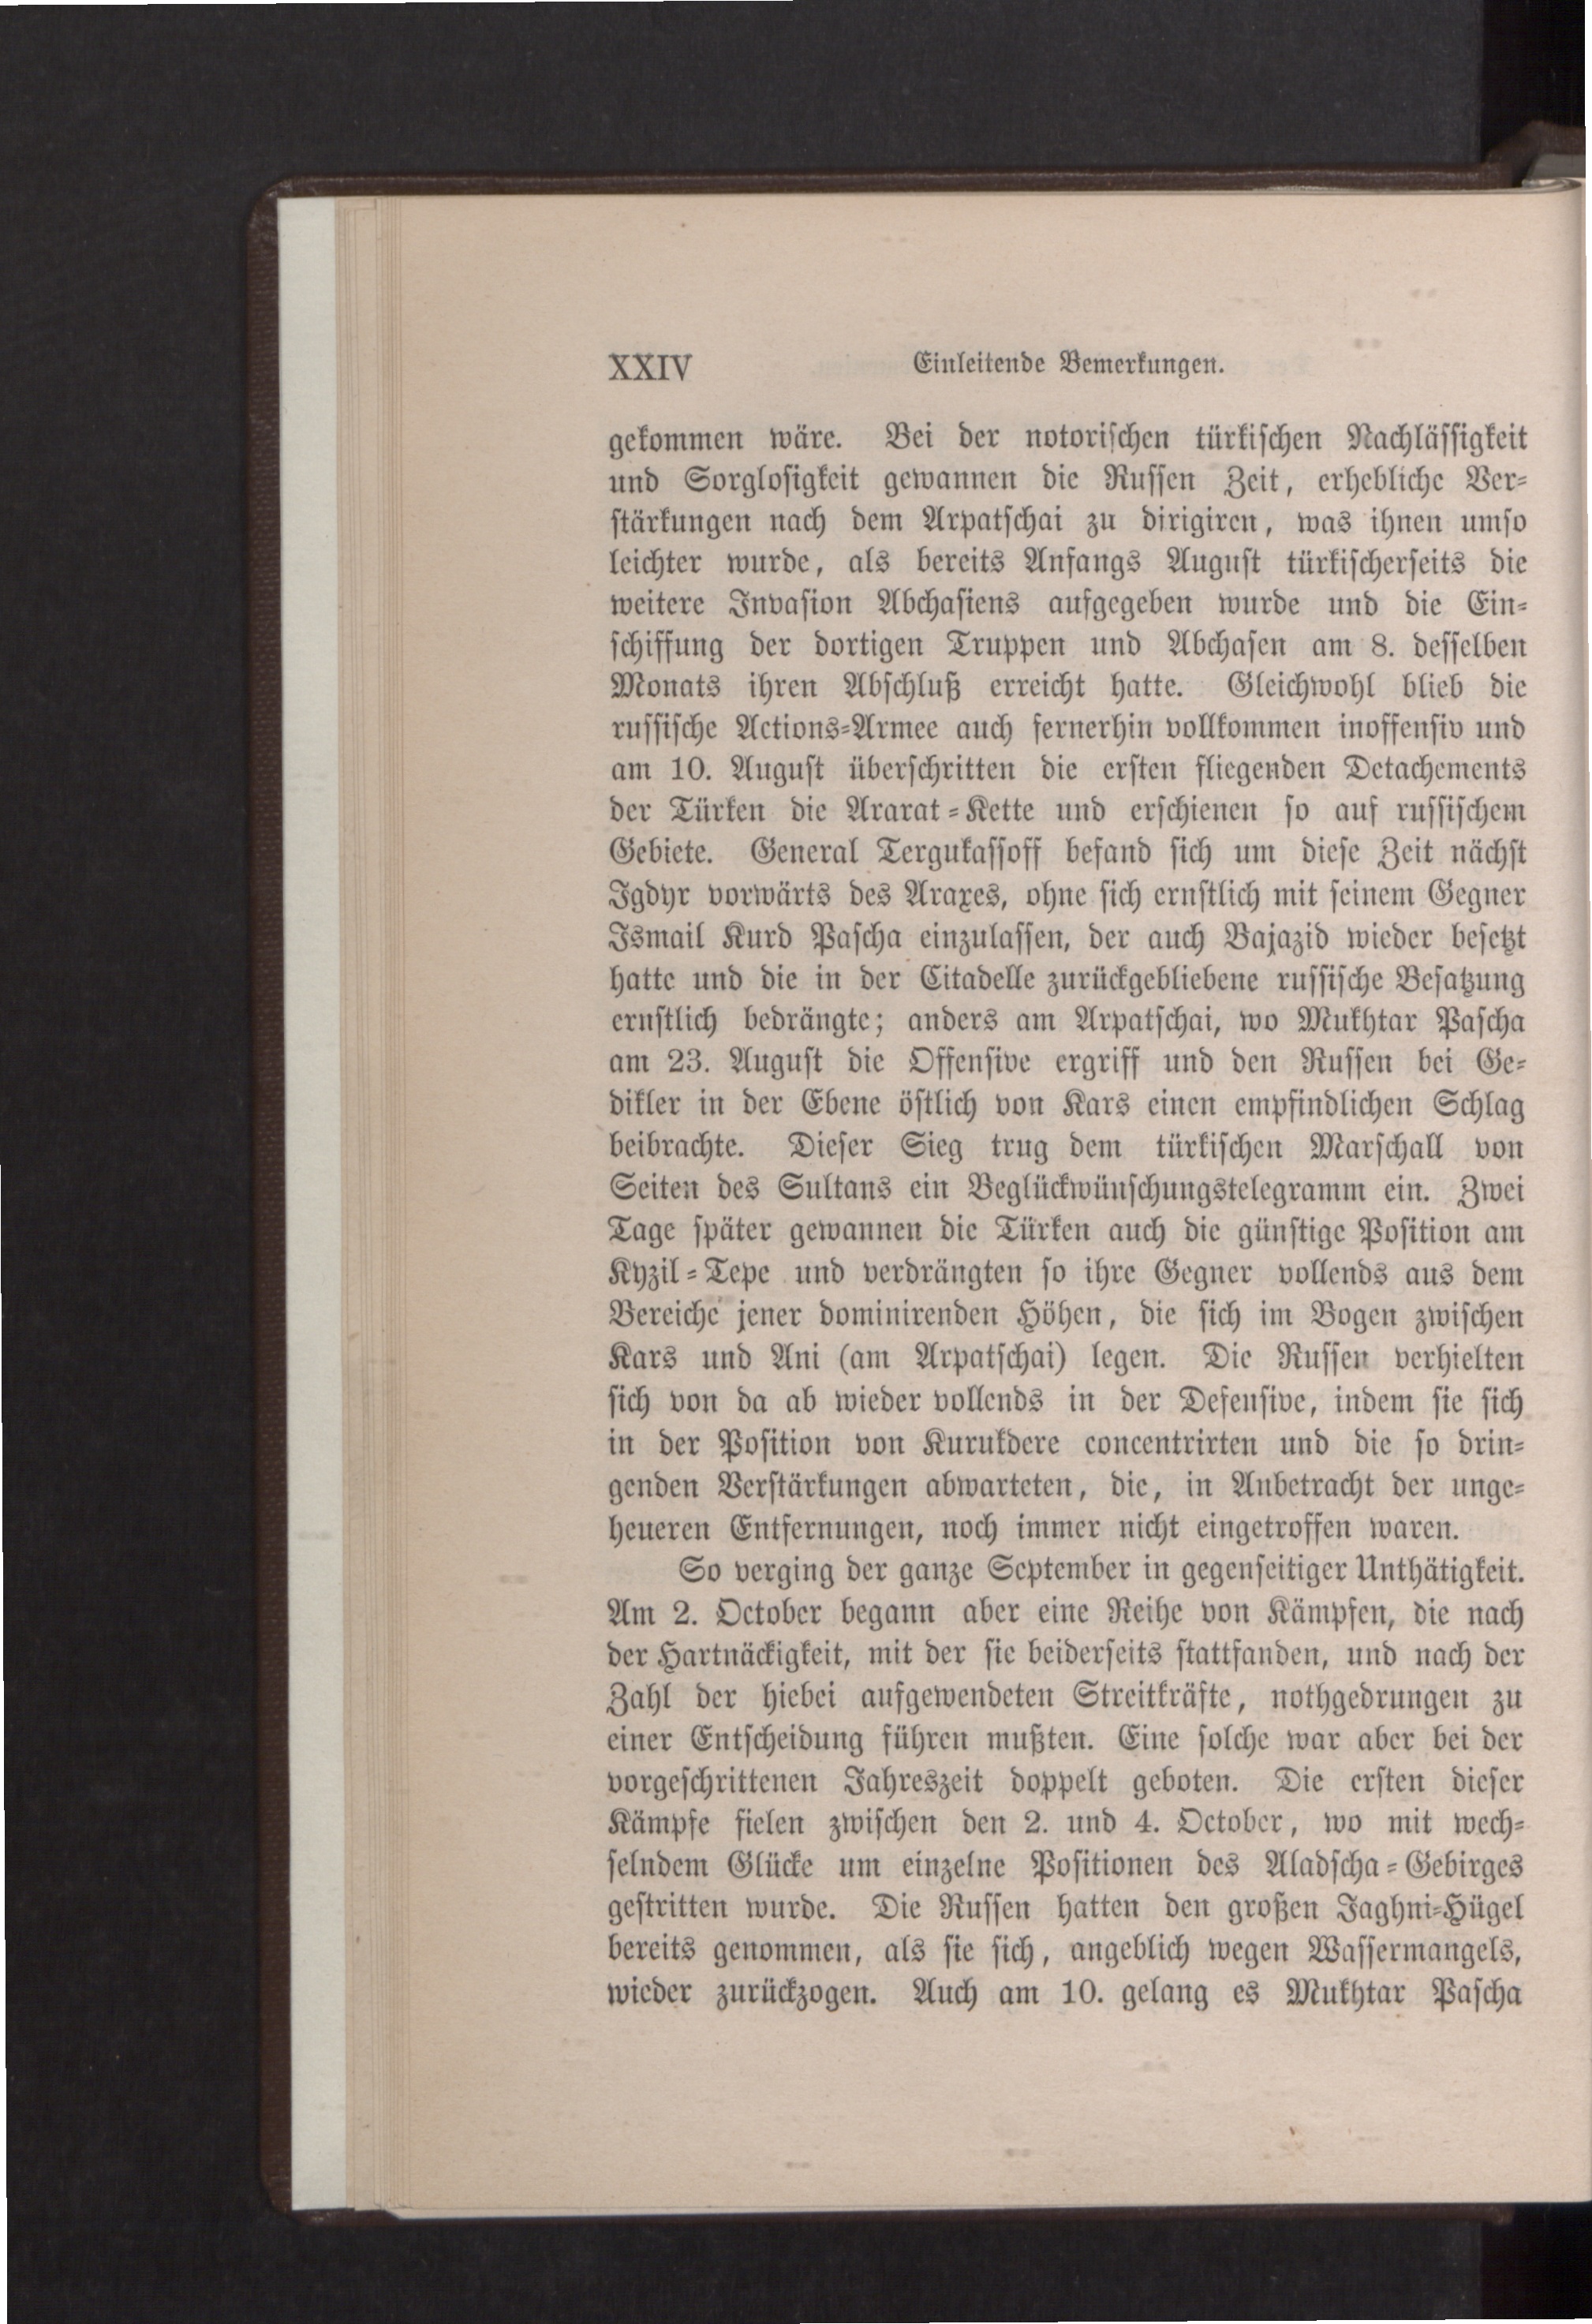 XXIV Einleitende Bemerkungen.
gekommen wäre. Bei der notorischen türkischen Nachlässigkeit
und Sorglosigkeit gewannen die Russen Zeit, erhebliche Ver-
stärkungen nach dem Arpatschai zu dirigiren, was ihnen umso
leichter wurde, als bereits Anfangs August türkischerseits die
weitere Invasion Abchasiens aufgegeben wurde und die Ein-
schiffung der dortigen Truppen und Abchasen am 8. desselben
Monats ihren Abschluß erreicht hatte. Gleichwohl blieb die
russische Actions-Armee auch fernerhin vollkommen inoffensiv und
am 10. August überschritten die ersten fliegenden Detachements
der Türken die Ararat-Kette und erschienen so auf russischem
Gebiete. General Tergukassoff befand sich um diese Zeit nächst
Igdyr vorwärts des Araxes, ohne sich ernstlich mit seinem Gegner
Ismail Kurd Pascha einzulassen, der auch Bajazid wieder besetzt
hatte und die in der Citadelle zurückgebliebene russische Besatzung
ernstlich bedrängte; anders am Arpatschai, wo Mukhtar Pascha
am 23. August die Offensive ergriff und den Russen bei Ge-
dikler in der Ebene östlich von Kars einen empfindlichen Schlag
beibrachte. Dieser Sieg trug dem türkischen Marschall von
Seiten des Sultans ein Beglückwünschungstelegramm ein. Zwei
Tage später gewannen die Türken auch die günstige Position am
Kyzil-Tepe und verdrängten so ihre Gegner vollends aus dem
Bereiche jener dominirenden Höhen, die sich im Bogen zwischen
Kars und Ani (am Arpatschai) legen. Die Russen verhielten
sich von da ab wieder vollends in der Defensive, indem sie sich
in der Position von Kurukdere concentrirten und die so drin-
genden Verstärkungen abwarteten, die, in Anbetracht der unge-
heueren Entfernungen, noch immer nicht eingetroffen waren.
So verging der ganze September in gegenseitiger Unthätigkeit.
Am 2. October begann aber eine Reihe von Kämpfen, die nach
der Hartnäckigkeit, mit der sie beiderseits stattfanden, und nach der
Zahl der hiebei aufgewendeten Streitkräfte, nothgedrungen zu
einer Entscheidung führen mußten. Eine solche war aber bei der
vorgeschrittenen Jahreszeit doppelt geboten. Die ersten dieser
Kämpfe fielen zwischen den 2. und 4. October, wo mit wech-
selndem Glücke um einzelne Positionen des Aladscha-Gebirges
gestritten wurde. Die Russen hatten den großen Jaghni-Hügel
bereits genommen, als sie sich, angeblich wegen Wassermangels,
wieder zurückzogen. Auch am 10. gelang es Mukhtar Pascha